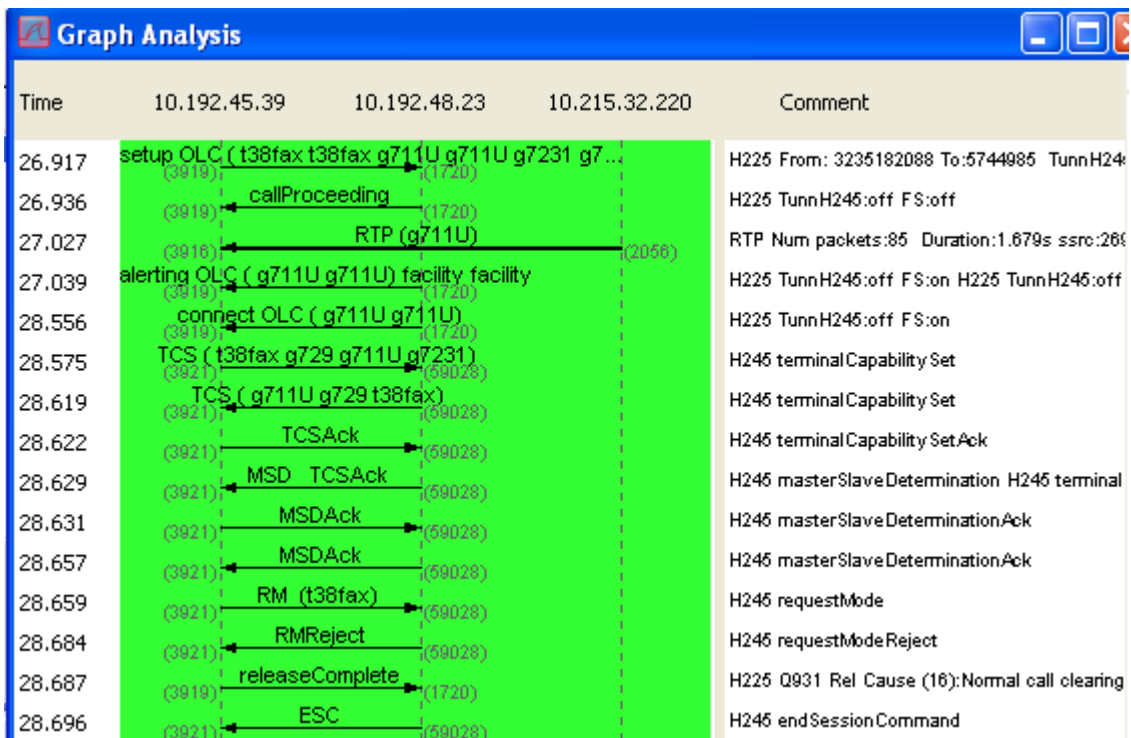 Graph Analysis
Time 10.192.45.39 10.192.48.23 10.215.32.220 Comment
26.917 setup OLC ( t38fax t38fax g711U g711U g7231 g7... H225 From: 3235182088 To:5744985 TunnH24
(3919) (1720)
26.936 callProceeding H225 TunnH245:off FS:off
(3919) (1720)
27.027 RTP (g711U) RTP Num packets:85 Duration:1.679s ssrc:269
(3916) (2056)
27.039 alerting OLC ( g711U g711U) facility facility H225 TunnH245:off FS:on H225 TunnH245:off
(3919) (1720)
28.556 connect OLC ( g711U g711U) H225 TunnH245:off FS:on
(3919) (1720)
28.575 TCS ( t38fax g729 g711U g7231) H245 terminalCapabilitySet
(3921) (59028)
28.619 TCS ( g711U g729 t38fax) H245 terminalCapabilitySet
(3921) (59028)
28.622 TCSAck H245 terminalCapabilitySetAck
(3921) (59028)
28.629 MSD TCSAck H245 masterSlaveDetermination H245 terminal
(3921) (59028)
28.631 MSDAck H245 masterSlaveDeterminationAck
(3921) (59028)
28.657 MSDAck H245 masterSlaveDeterminationAck
(3921) (59028)
28.659 RM (t38fax) H245 requestMode
(3921) (59028)
28.684 RMReject H245 requestModeReject
(3921) (59028)
28.687 releaseComplete H225 Q931 Rel Cause (16):Normal call clearing
(3919) (1720)
28.696 ESC H245 endSessionCommand
(3921) (59028)